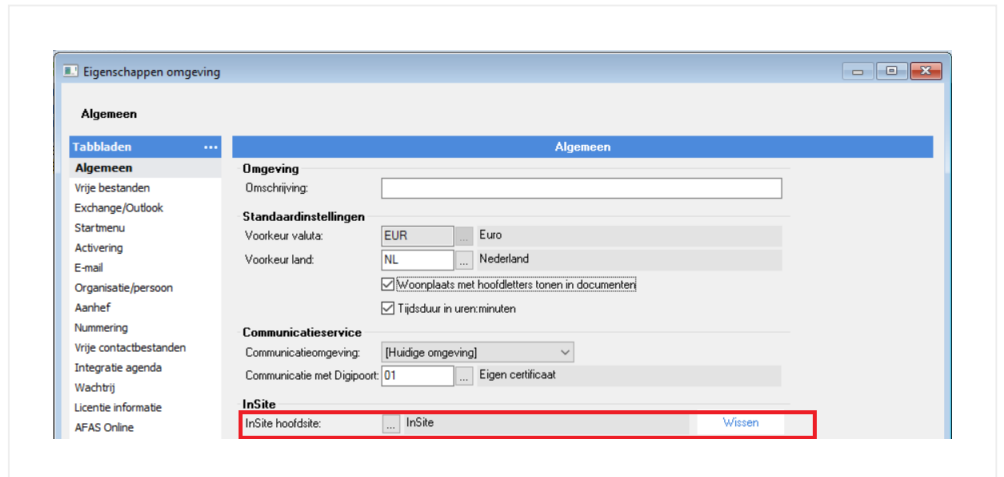 Eigenschappen omgeving
Algemeen
Tabbladen ...
Algemeen
Vrije bestanden
Exchange/Outlook
Startmenu
Activering
E-mail
Organisatie/persoon
Aanhef
Nummering
Vrije contactbestanden
Integratie agenda
Wachtrij
Licentie informatie
AFAS Online
Algemeen
Omgeving
Omschrijving:
Standaardinstellingen
Voorkeur valuta: EUR ... Euro
Voorkeur land: NL ... Nederland
Woonplaats met hoofdletters tonen in documenten
Tijdsduur in uren:minuten
Communicatieservice
Communicatieomgeving: [Huidige omgeving]
Communicatie met Digipoort: 01 ... Eigen certificaat
InSite
InSite hoofdsite: ... InSite Wissen